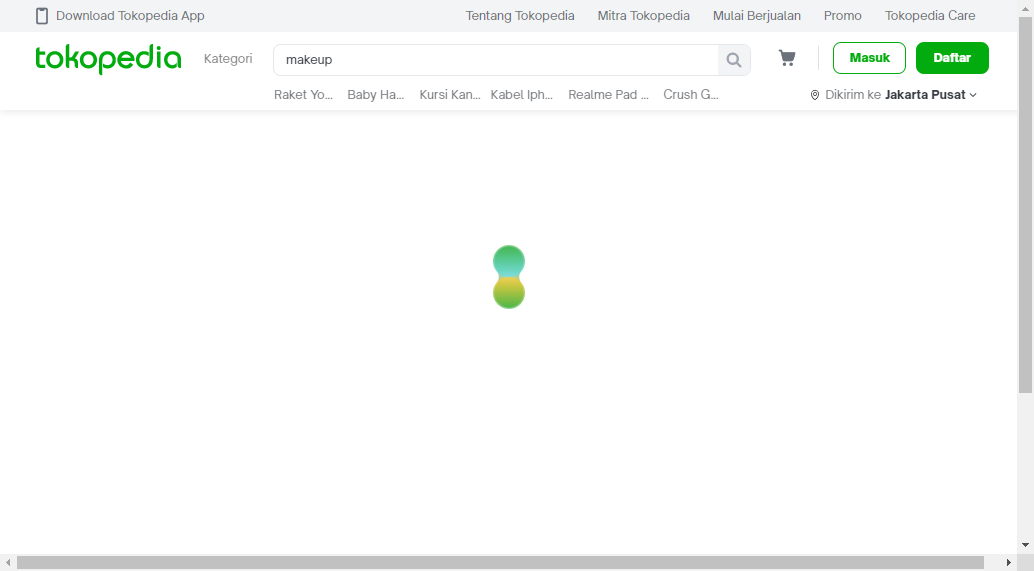 Download Tokopedia App Tentang Tokopedia Mitra Tokopedia Mulai Berjualan Promo Tokopedia Care
tokopedia Kategori makeup Masuk Daftar
Raket Yo... Baby Ha... Kursi Kan... Kabel Iph... Realme Pad ... Crush G... Dikirim ke Jakarta Pusat